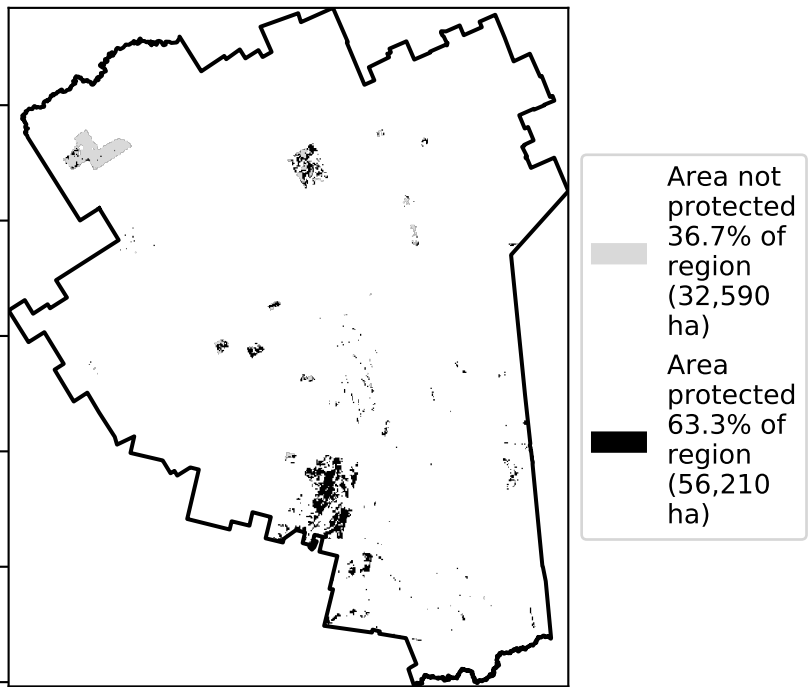 Area not
protected
36.7% of
region
(32,590
ha)
Area
protected
63.3% of
region
(56,210
ha)